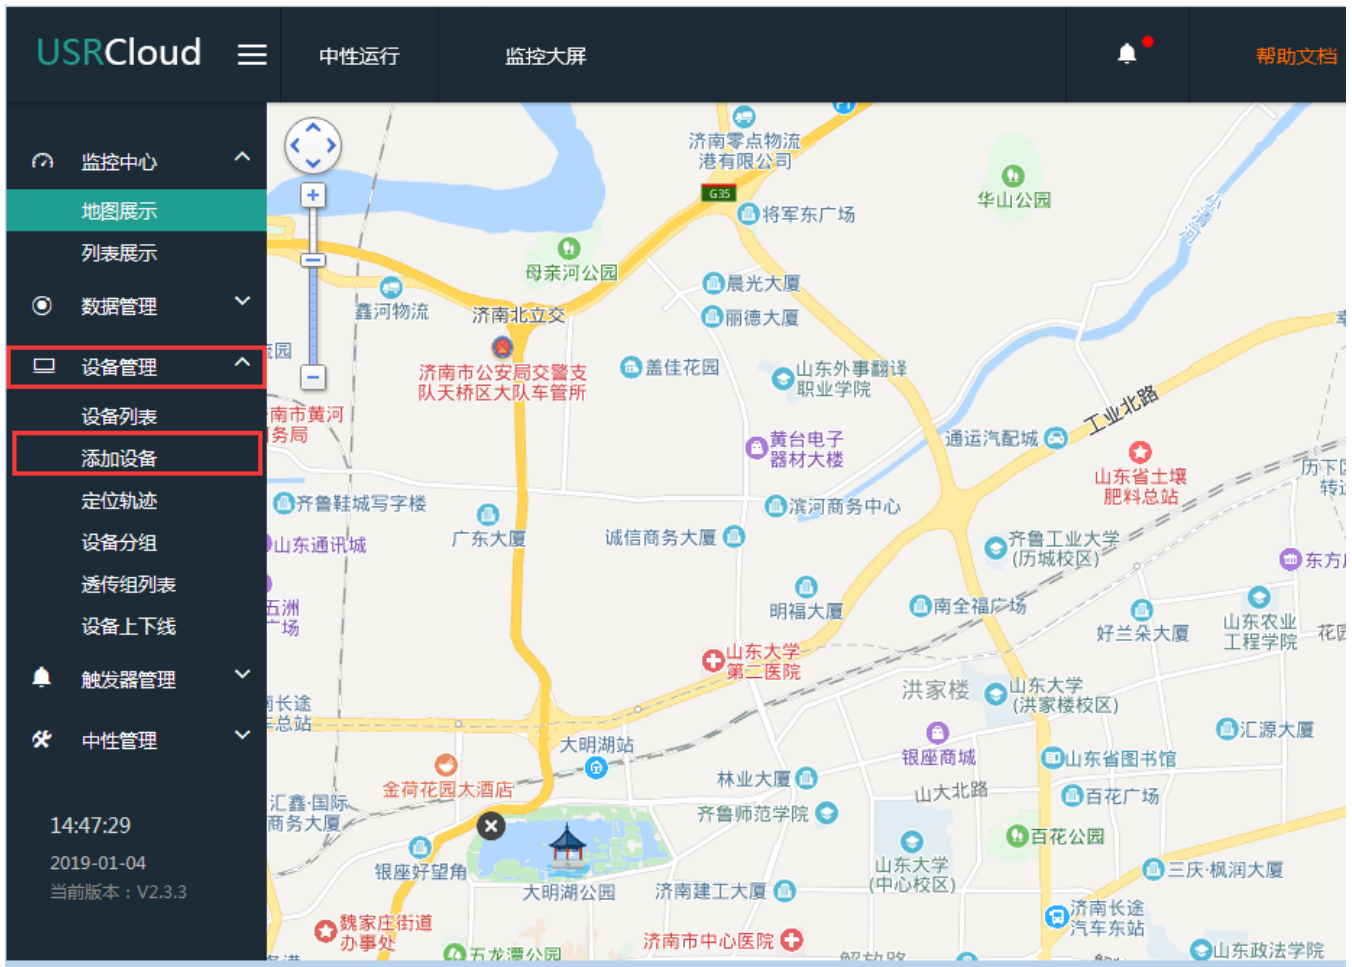 USRCloud
中性运行
监控大屏
帮助文档
监控中心
地图展示
列表展示
数据管理
设备管理
设备列表
添加设备
定位轨迹
设备分组
透传组列表
设备上下线
触发器管理
中性管理
14:47:29
2019-01-04
当前版本：V2.3.3
济南零点物流
港有限公司
G35
将军东广场
华山公园
小清河
母亲河公园
鑫河物流
济南北立交
晨光大厦
丽德大厦
济南市公安局交警支
队天桥区大队车管所
盖佳花园
山东外事翻译
职业学院
南市黄河
务局
黄台电子
器材大楼
通运汽配城
工业北路
山东省土壤
肥料总站
历下区
齐鲁鞋城写字楼
广东大厦
滨河商务中心
诚信商务大厦
山东通讯城
齐鲁工业大学
(历城校区)
东方
五洲
广场
明福大厦
南全福广场
好兰朵大厦
山东农业
工程学院
花园
山东大学
第二医院
洪家楼
山东大学
(洪家楼校区)
南长途
总站
大明湖站
银座商城
汇源大厦
山东省图书馆
金荷花园大酒店
林业大厦
山大北路
百花广场
汇鑫·国际
商务大厦
齐鲁师范学院
百花公园
银座好望角
大明湖公园
济南建工大厦
山东大学
(中心校区)
三庆·枫润大厦
魏家庄街道
办事处
济南长途
汽车东站
济南市中心医院
五龙潭公园
解放路
山东政法学院